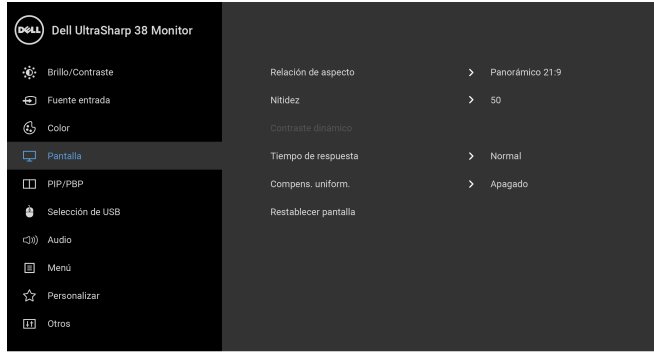 DELL Dell UltraSharp 38 Monitor
Brillo/Contraste
Relación de aspecto > Panorámico 21:9
Fuente entrada
Nitidez > 50
Color
Contraste dinámico
Pantalla
Tiempo de respuesta > Normal
PIP/PBP
Compens. uniform. > Apagado
Selección de USB
Restablecer pantalla
Audio
Menú
Personalizar
Otros